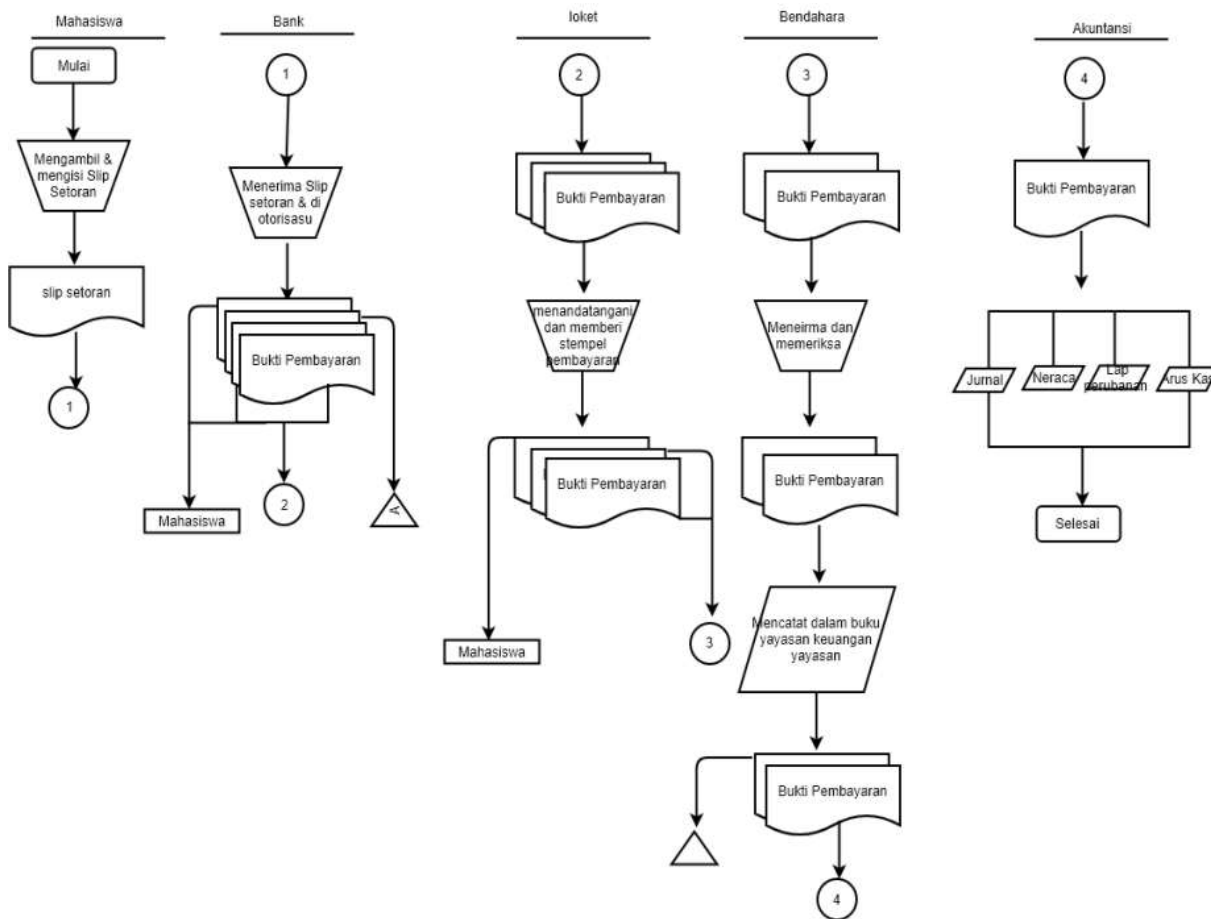 Mahasiswa
Mulai
Mengambil &
mengisi Slip
Setoran
slip setoran
1
Bank
1
Menerima Slip
setoran & di
otorisasu
Bukti Pembayaran
Mahasiswa
2
A
loket
2
Bukti Pembayaran
menandatangani
dan memberi
stempel
pembayaran
Bukti Pembayaran
Mahasiswa
3
Bendahara
3
Bukti Pembayaran
Meneirma dan
memeriksa
Bukti Pembayaran
Mencatat dalam buku
yayasan keuangan
yayasan
Bukti Pembayaran
4
Akuntansi
4
Bukti Pembayaran
Jurnal
Neraca
Lap
perubanan
Arus Kas
Selesai